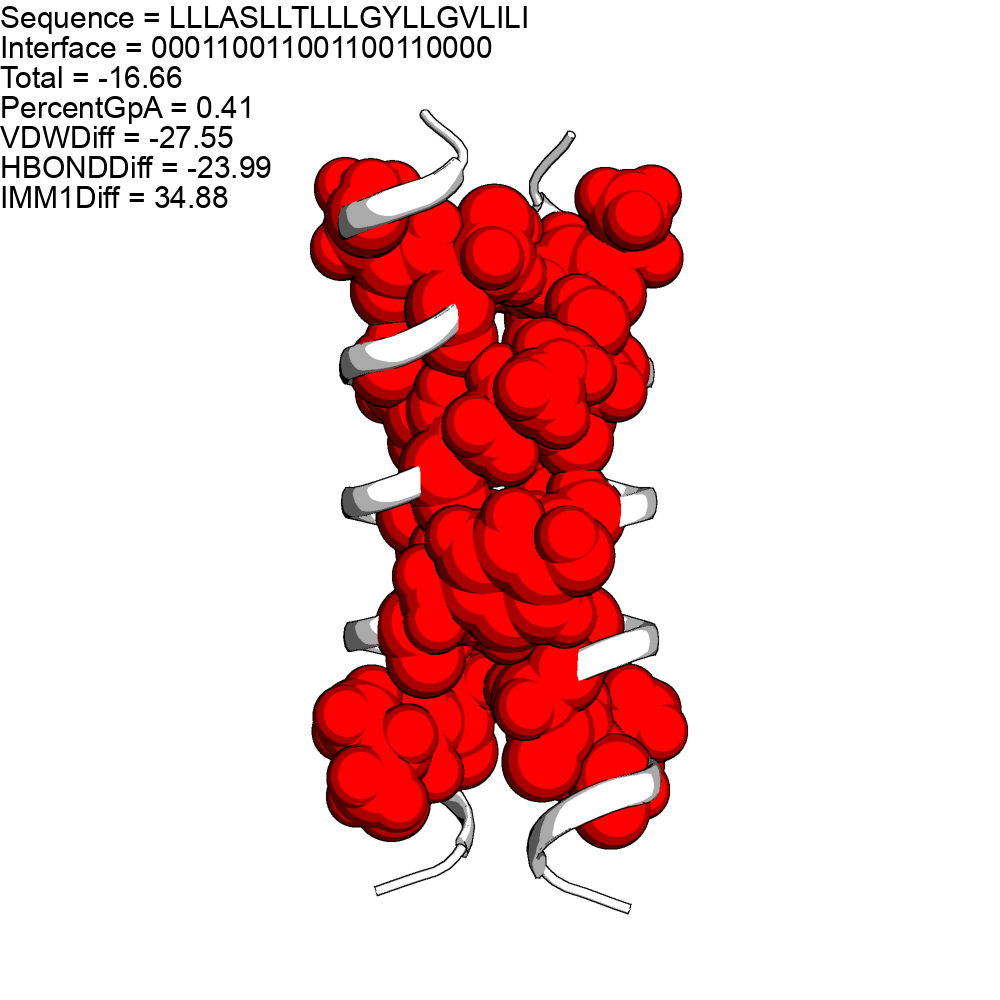 Sequence = LLLASLLTLLLGYLLGVLILI
Interface = 000110011001100110000
Total = -16.66
PercentGpA = 0.41
VDWDiff = -27.55
HBONDDiff = -23.99
IMM1Diff = 34.88